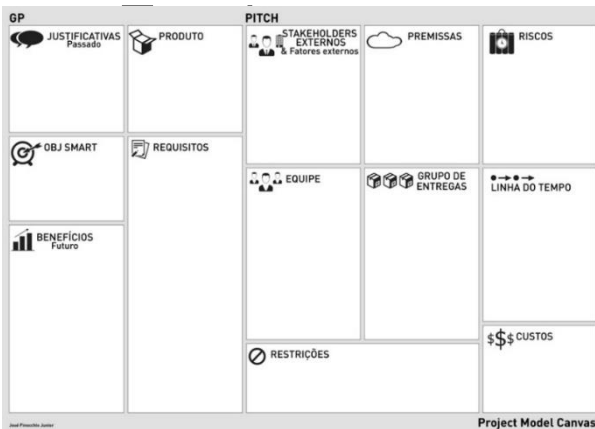 GP
PITCH
JUSTIFICATIVAS
Passado
PRODUTO
STAKEHOLDERS
EXTERNOS
& Fatores externos
PREMISSAS
RISCOS
OBJ SMART
REQUISITOS
EQUIPE
GRUPO DE
ENTREGAS
LINHA DO TEMPO
BENEFÍCIOS
Futuro
RESTRIÇÕES
$$$ CUSTOS
José Finocchio Junior
Project Model Canvas